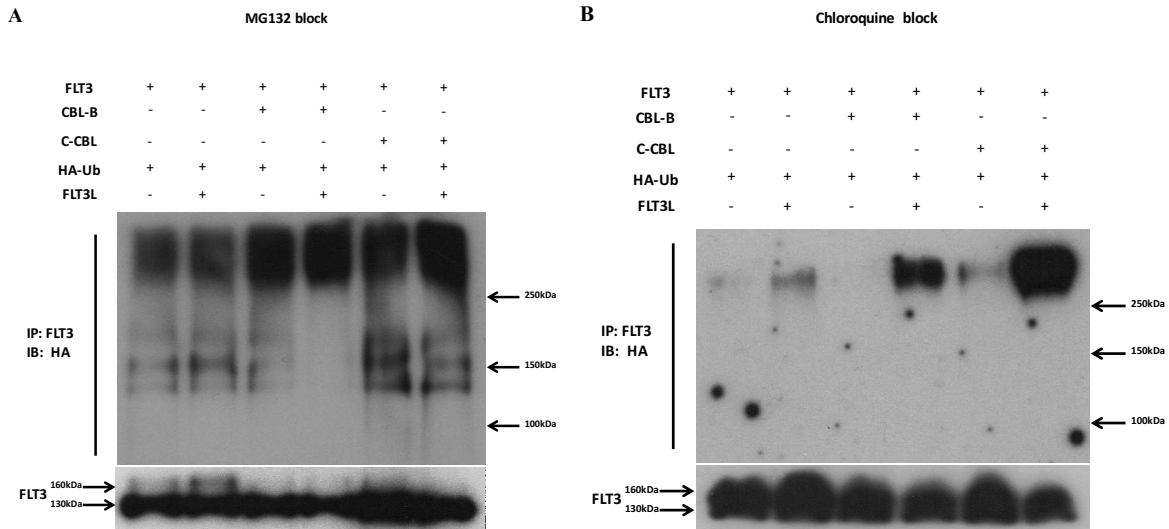 A
MG132 block
FLT3 + + + + + +
CBL-B - - + + - -
C-CBL - - - - + +
HA-Ub + + + + + +
FLT3L - + - + - +
250kDa
IP: FLT3
IB: HA
150kDa
100kDa
FLT3
160kDa
130kDa
B
Chloroquine block
FLT3 + + + + + +
CBL-B - - + + - -
C-CBL - - - - + +
HA-Ub + + + + + +
FLT3L - + - + - +
250kDa
IP: FLT3
IB: HA
150kDa
100kDa
FLT3
160kDa
130kDa